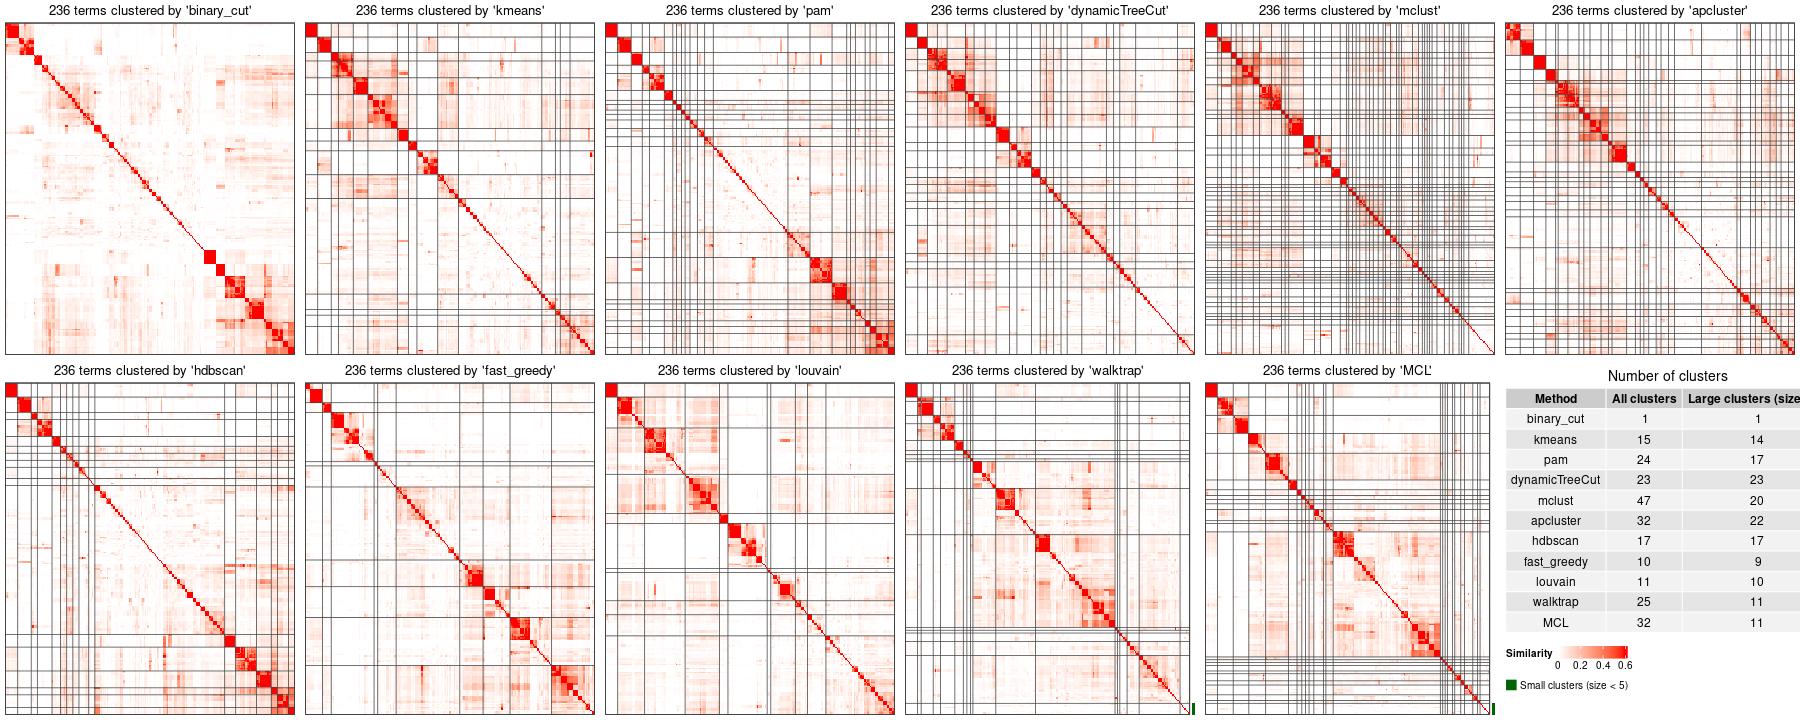 236 terms clustered by 'binary_cut'
236 terms clustered by 'kmeans'
236 terms clustered by 'pam'
236 terms clustered by 'dynamicTreeCut'
236 terms clustered by 'mclust'
236 terms clustered by 'apcluster'
236 terms clustered by 'hdbscan'
236 terms clustered by 'fast_greedy'
236 terms clustered by 'louvain'
236 terms clustered by 'walktrap'
236 terms clustered by 'MCL'
Number of clusters
Method All clusters Large clusters (size
binary_cut 1 1
kmeans 15 14
pam 24 17
dynamicTreeCut 23 23
mclust 47 20
apcluster 32 22
hdbscan 17 17
fast_greedy 10 9
louvain 11 10
walktrap 25 11
MCL 32 11
Similarity
0 0.2 0.4 0.6
Small clusters (size < 5)